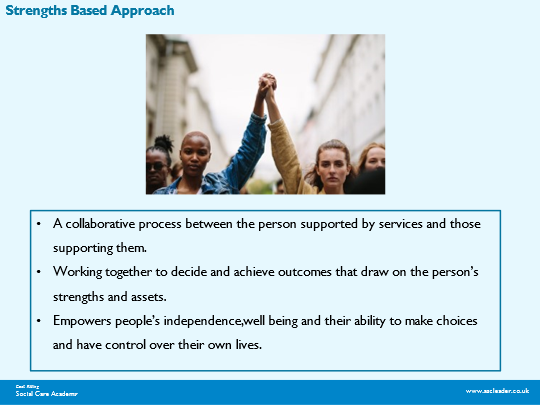 Strengths Based Approach
• A collaborative process between the person supported by services and those
supporting them.
• Working together to decide and achieve outcomes that draw on the person's
strengths and assets.
• Empowers people's independence,well being and their ability to make choices
and have control over their own lives.
Social Care Academy
www.sacleader.co.uk